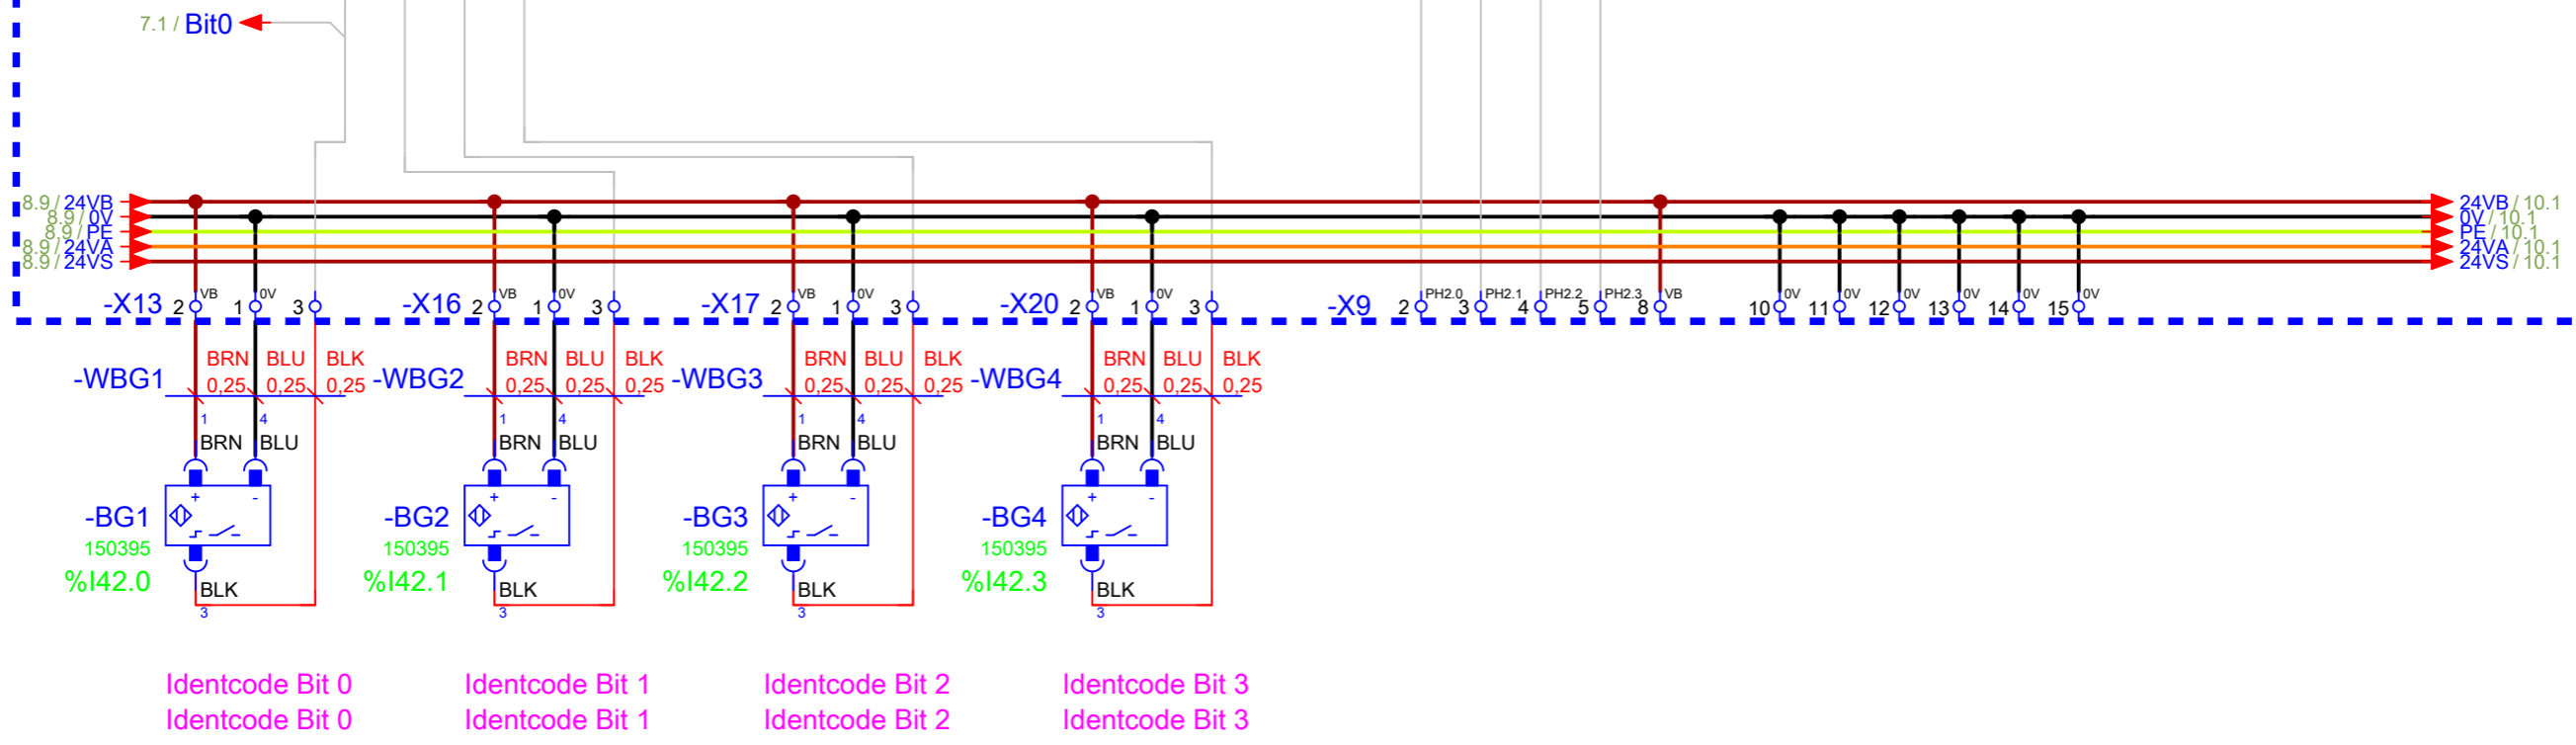 7.1 / Bit0
8.9 / 24VB
8.9 / 0V
8.9 / PE
8.9 / 24VA
8.9 / 24VS
24VB / 10.1
0V / 10.1
PE / 10.1
24VA / 10.1
24VS / 10.1
-X13 2 VB 1 0V 3
-X16 2 VB 1 0V 3
-X17 2 VB 1 0V 3
-X20 2 VB 1 0V 3
-X9 2 PH2.0 3 PH2.1 4 PH2.2 5 PH2.3 8 VB 10 0V 11 0V 12 0V 13 0V 14 0V 15 0V
BRN BLU BLK BRN BLU BLK BRN BLU BLK BRN BLU BLK
-WBG1 0,25 0,25 0,25 -WBG2 0,25 0,25 0,25 -WBG3 0,25 0,25 0,25 -WBG4 0,25 0,25 0,25
1 4 1 4 1 4 1 4
BRN BLU BRN BLU BRN BLU BRN BLU
+ - + - + - + -
-BG1 -BG2 -BG3 -BG4
150395 150395 150395 150395
%I42.0 BLK %I42.1 BLK %I42.2 BLK %I42.3 BLK
3 3 3 3
Identcode Bit 0 Identcode Bit 1 Identcode Bit 2 Identcode Bit 3
Identcode Bit 0 Identcode Bit 1 Identcode Bit 2 Identcode Bit 3